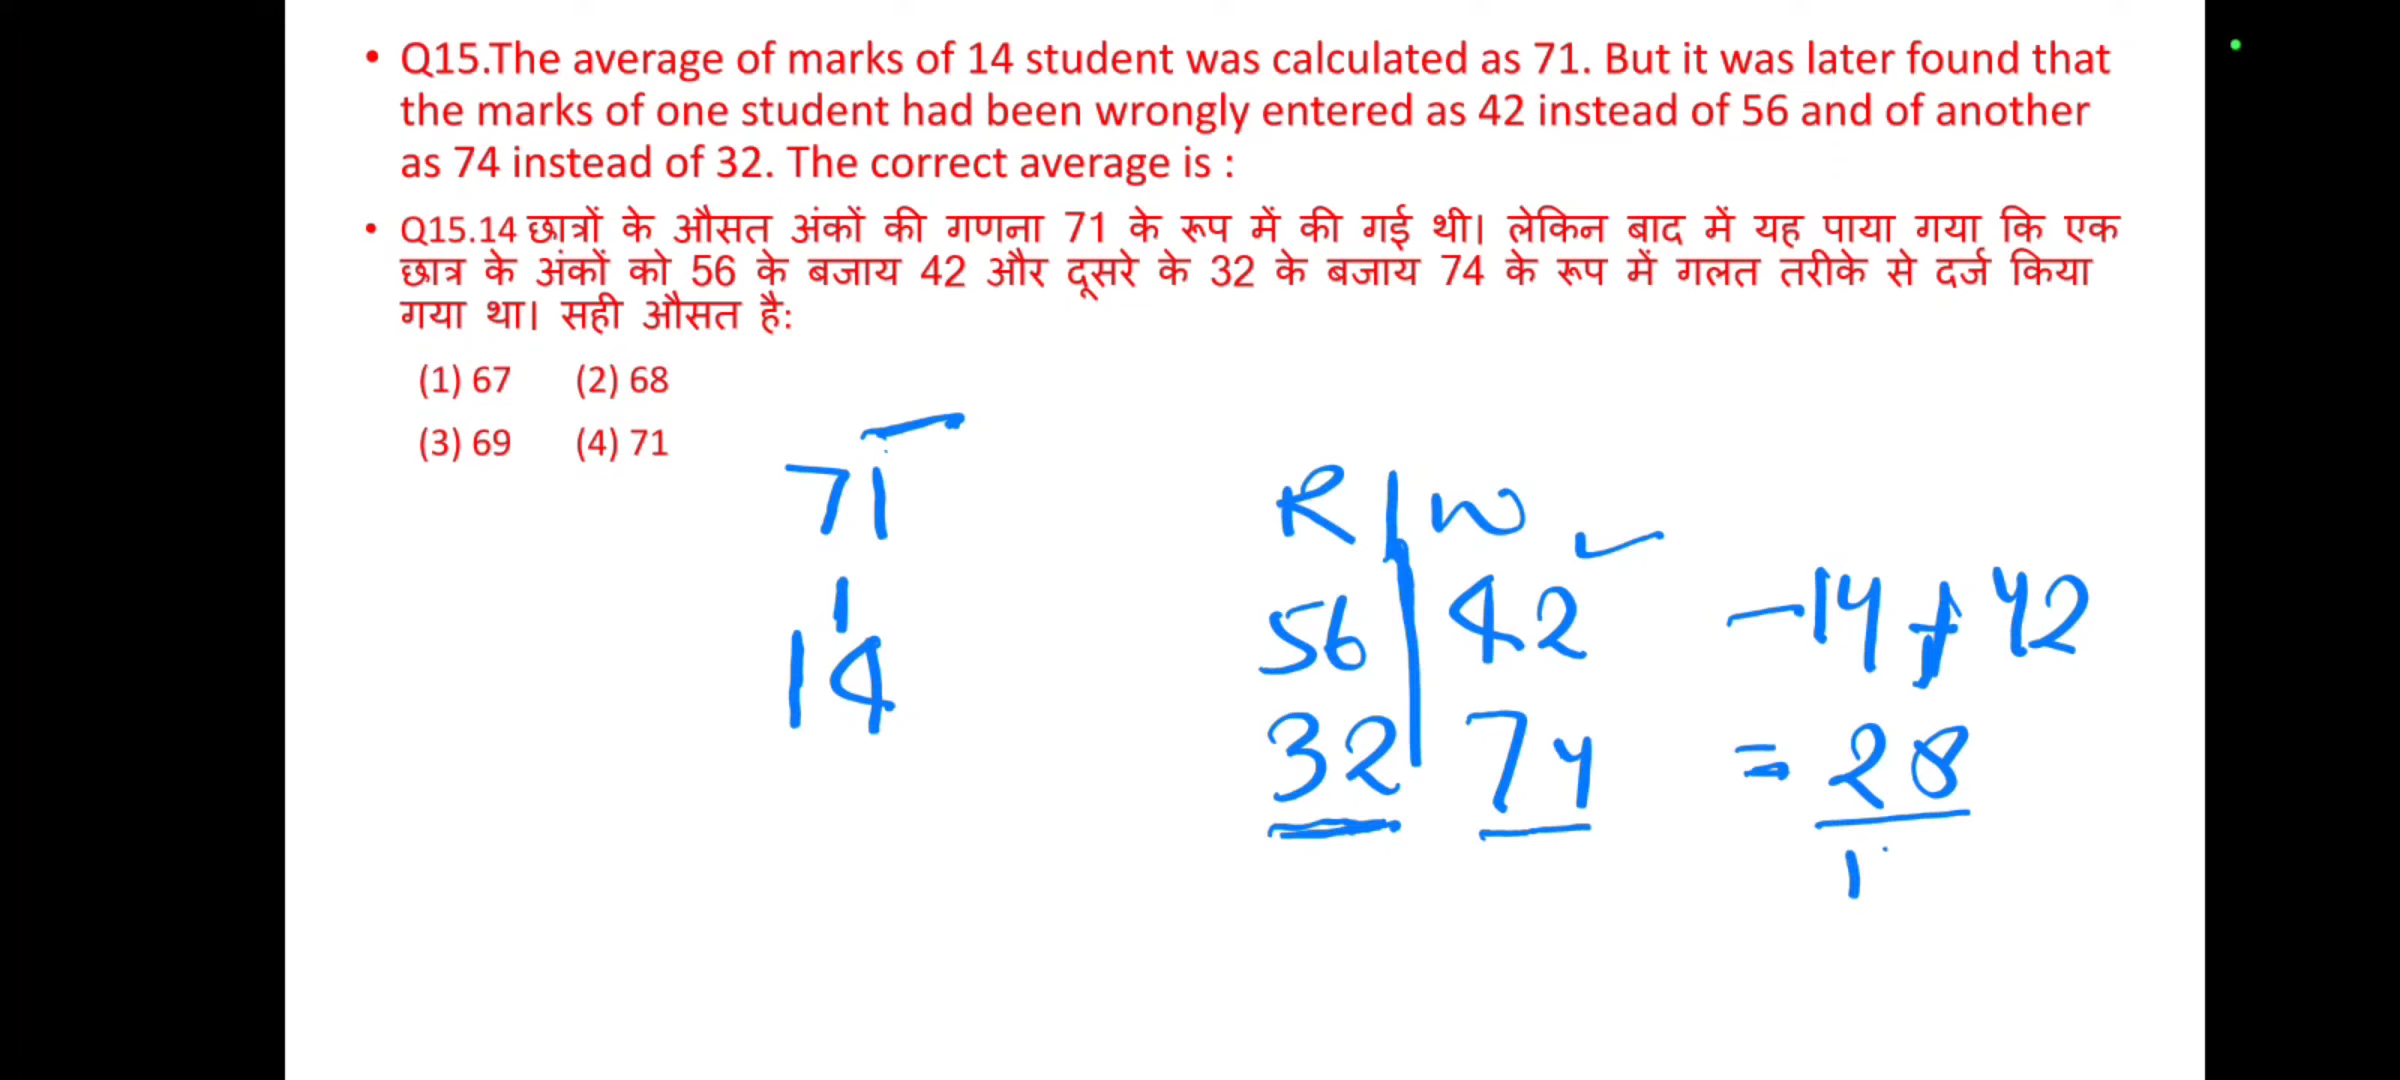 • Q15.The average of marks of 14 student was calculated as 71. But it was later found that
the marks of one student had been wrongly entered as 42 instead of 56 and of another
as 74 instead of 32. The correct average is :
• Q15.14 छात्रों के औसत अंकों की गणना 71 के रूप में की गई थी। लेकिन बाद में यह पाया गया कि एक
छात्र के अंकों को 56 के बजाय 42 और दूसरे के 32 के बजाय 74 के रूप में गलत तरीके से दर्ज किया
गया था। सही औसत है:
(1) 67 (2) 68
(3) 69 (4) 71
71
14
R | W
56 | 42 -14 + 42
32 | 74 = 28
1